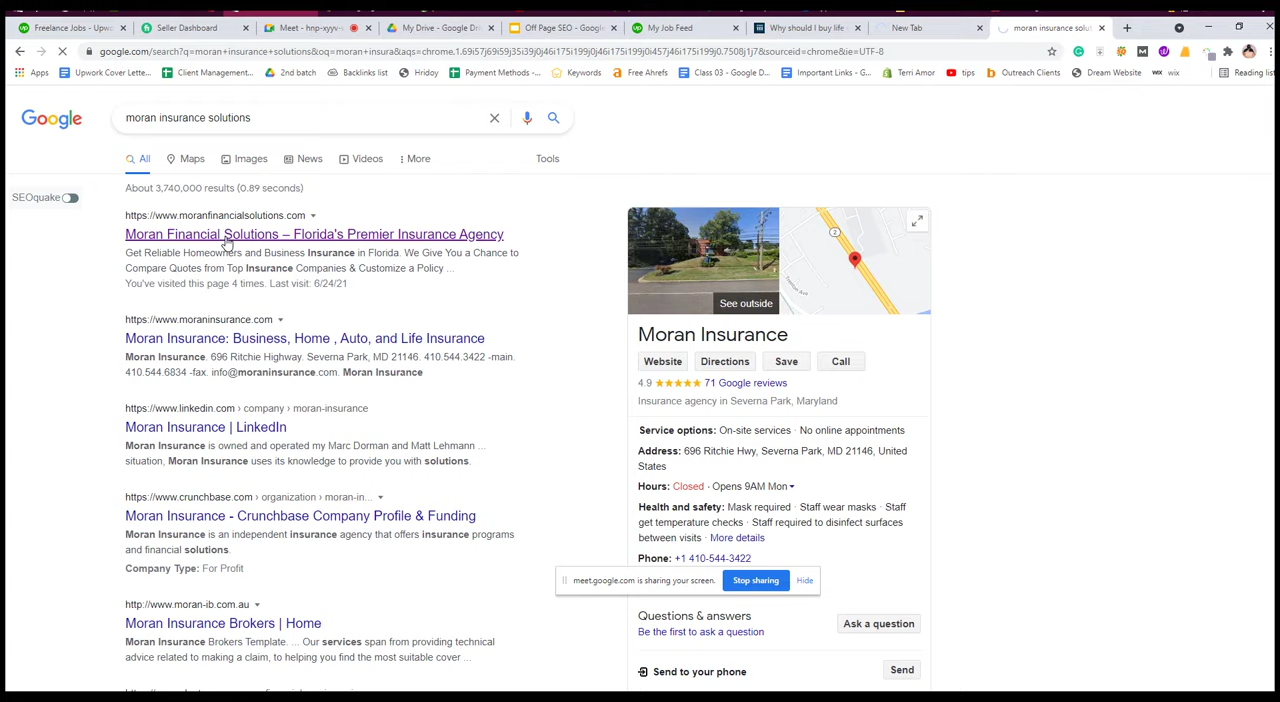 Freelance Jobs - Upwo
Seller Dashboard
Meet - hnp-xyyv-
My Drive - Google Dr
Off Page SEO - Googl
My Job Feed
Why should I buy life
New Tab
moran insurance solut
google.com/search?q=moran+insurance+solutions&oq=moran+insura&aqs=chrome.1.69i57j69i59j35i39j0j46i175i199j0j46i175i199j0i457j46i175i199j0.7505j1j7&sourceid=chrome&ie=UTF-8
Apps
Upwork Cover Letter...
Client Management...
2nd batch
Backlinks list
Hridoy
Payment Methods -...
Keywords
Free Ahrefs
Class 03 - Google D...
Important Links - G...
Teri Amor
tips
Outreach Clients
Dream Website
wix
Reading list
Google
moran insurance solutions
All
Maps
Images
News
Videos
More
Tools
About 3,740,000 results (0.89 seconds)
SEOquake
https://www.moranfinancialsolutions.com
Moran Financial Solutions – Florida's Premier Insurance Agency
Get Reliable Homeowners and Business Insurance in Florida. We Give You a Chance to
Compare Quotes from Top Insurance Companies & Customize a Policy ...
You've visited this page 4 times. Last visit: 6/24/21
https://www.moraninsurance.com
Moran Insurance: Business, Home , Auto, and Life Insurance
Moran Insurance. 696 Ritchie Highway. Severna Park, MD 21146. 410.544.3422 -main.
410.544.6834 -fax. info@moraninsurance.com. Moran Insurance
https://www.linkedin.com › company › moran-insurance
Moran Insurance | LinkedIn
Moran Insurance is owned and operated my Marc Dorman and Matt Lehmann ...
situation, Moran Insurance uses its knowledge to provide you with solutions.
https://www.crunchbase.com › organization › moran-in...
Moran Insurance - Crunchbase Company Profile & Funding
Moran Insurance is an independent insurance agency that offers insurance programs
and financial solutions.
Company Type: For Profit
http://www.moran-ib.com.au
Moran Insurance Brokers | Home
Moran Insurance Brokers Template. ... Our services span from providing technical
advice related to making a claim, to helping you find the most suitable cover ...
2
See outside
Moran Insurance
Website
Directions
Save
Call
4.9
71 Google reviews
Insurance agency in Severna Park, Maryland
Service options: On-site services · No online appointments
Address: 696 Ritchie Hwy, Severna Park, MD 21146, United
States
Hours: Closed · Opens 9AM Mon
Health and safety: Mask required · Staff wear masks · Staff
get temperature checks · Staff required to disinfect surfaces
between visits · More details
Phone: +1 410-544-3422
meet.google.com is sharing your screen.
Stop sharing
Hide
Questions & answers
Be the first to ask a question
Ask a question
Send to your phone
Send